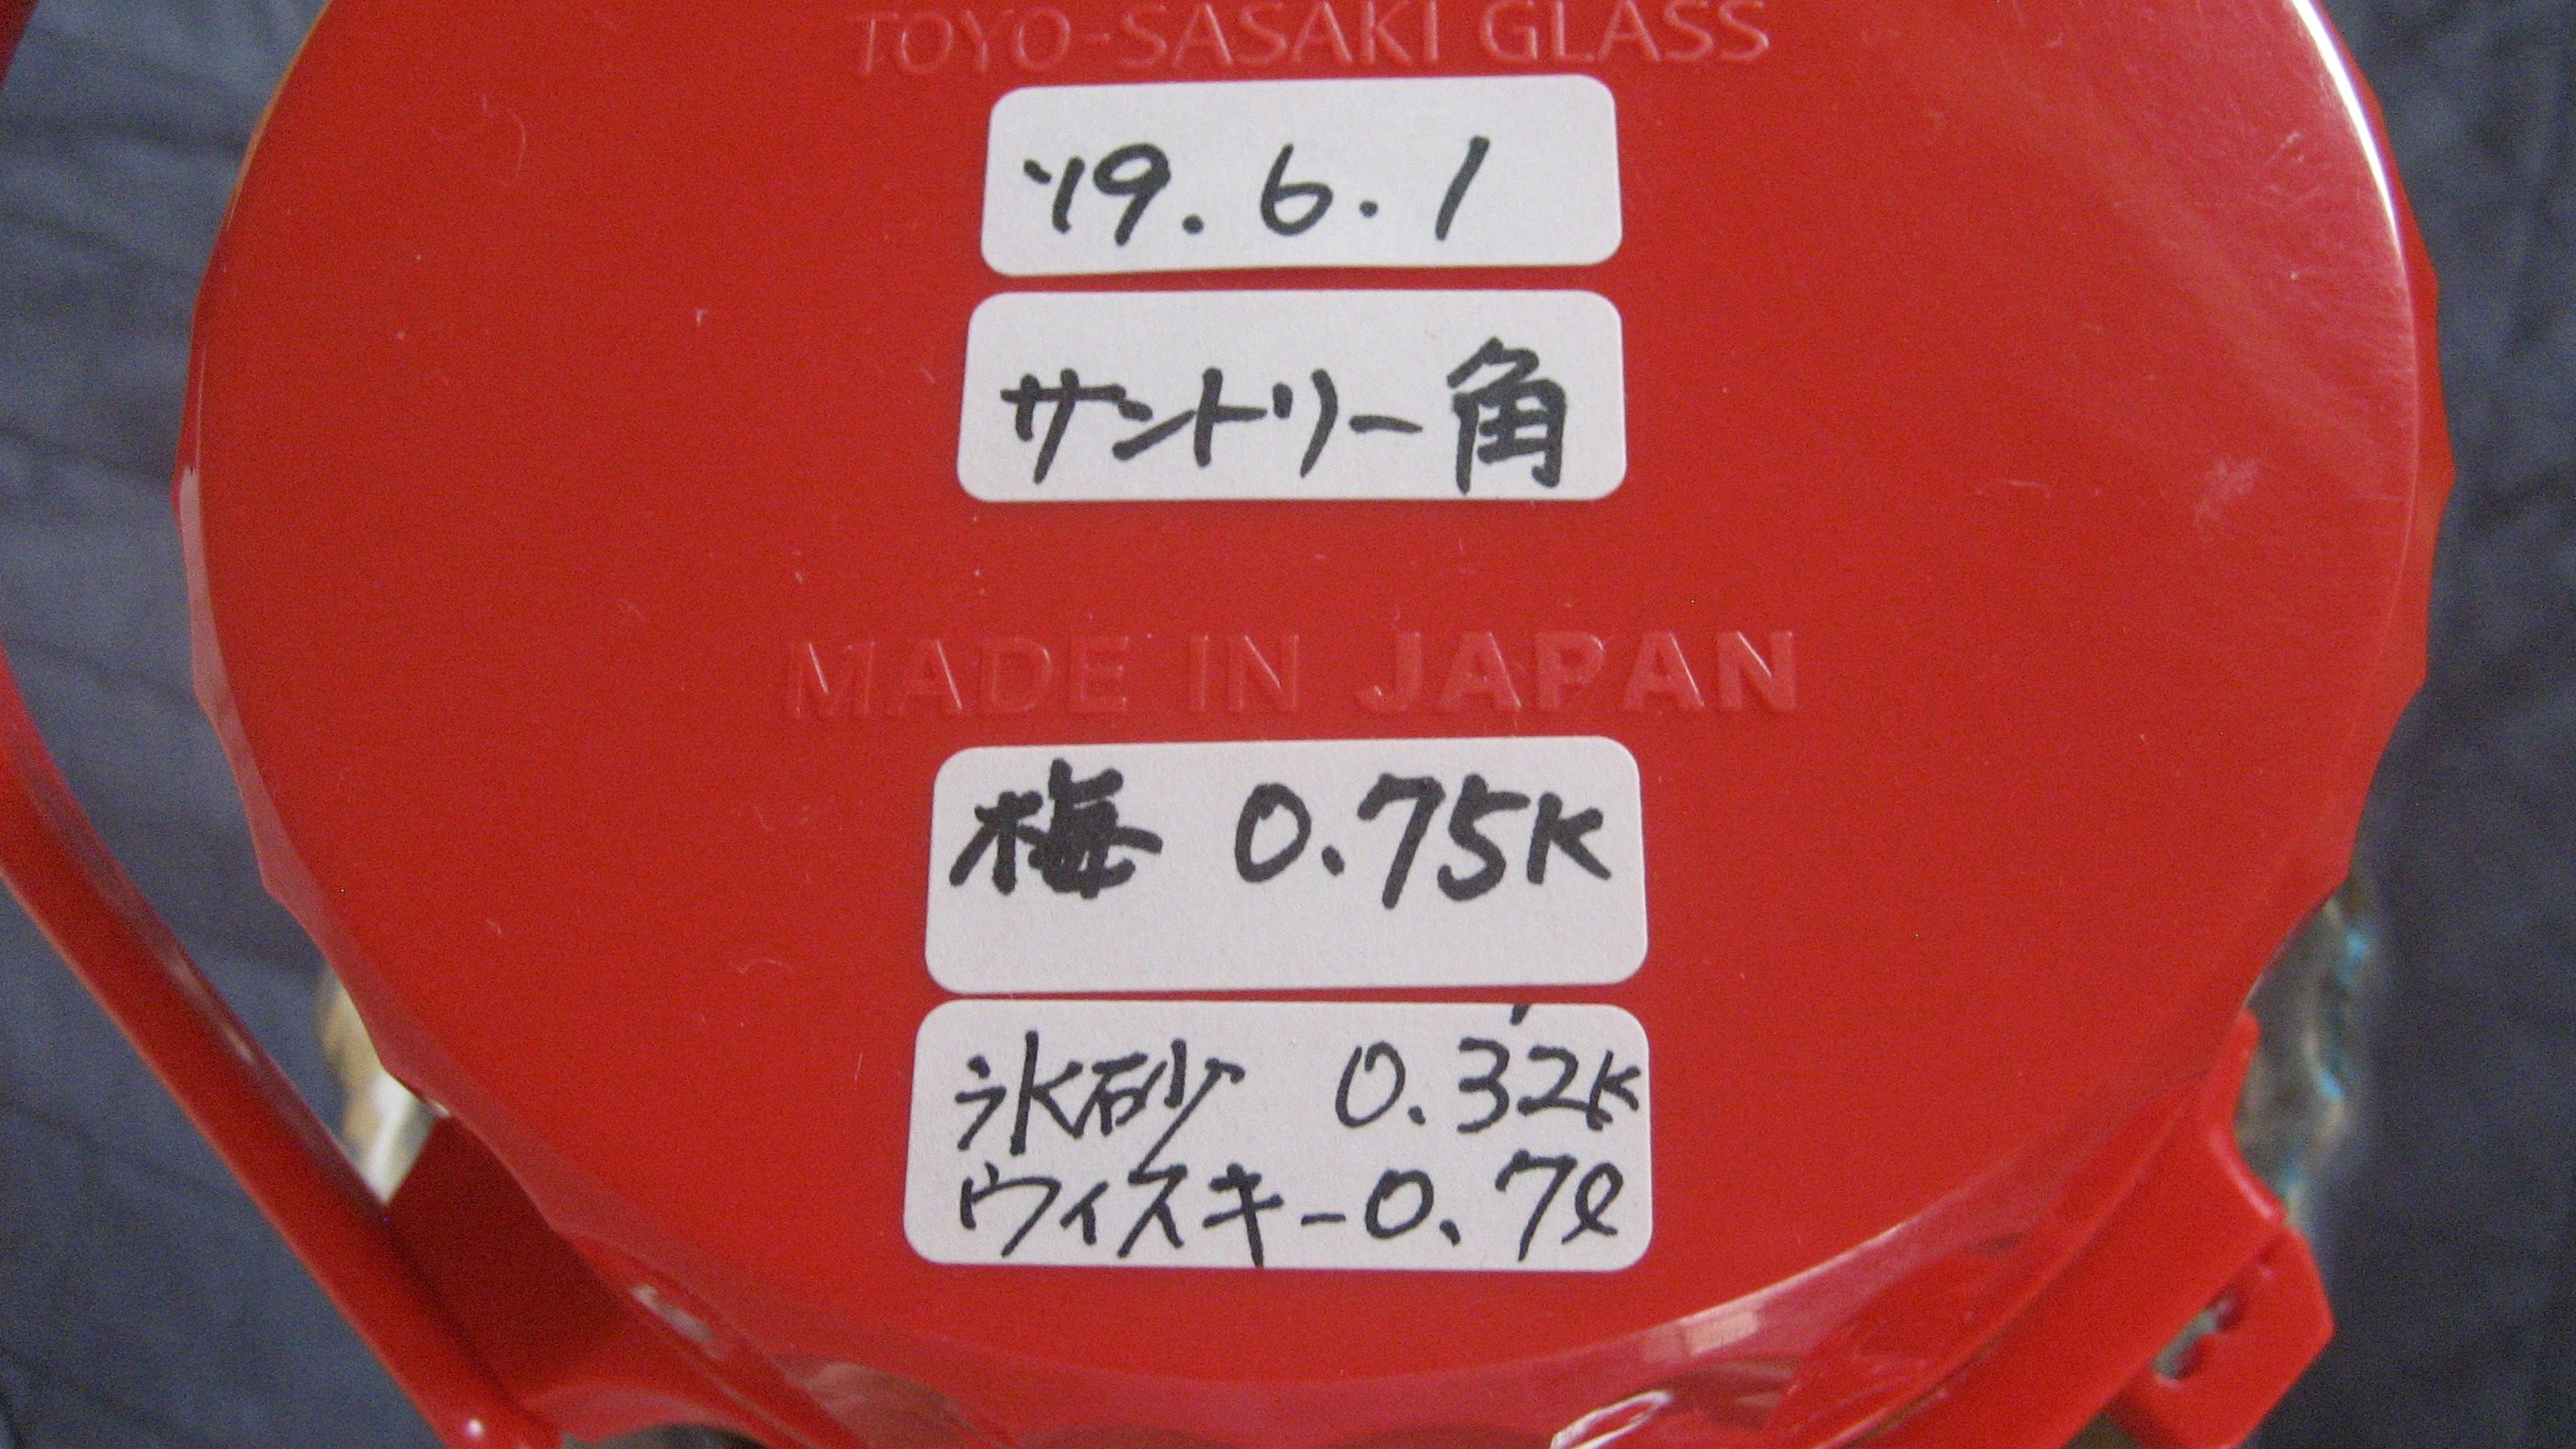 TOYO-SASAKI GLASS
'19.6.1
サントリー角
MADE IN JAPAN
梅 0.75K
氷砂 0.32K
ウィスキー0.7ℓ